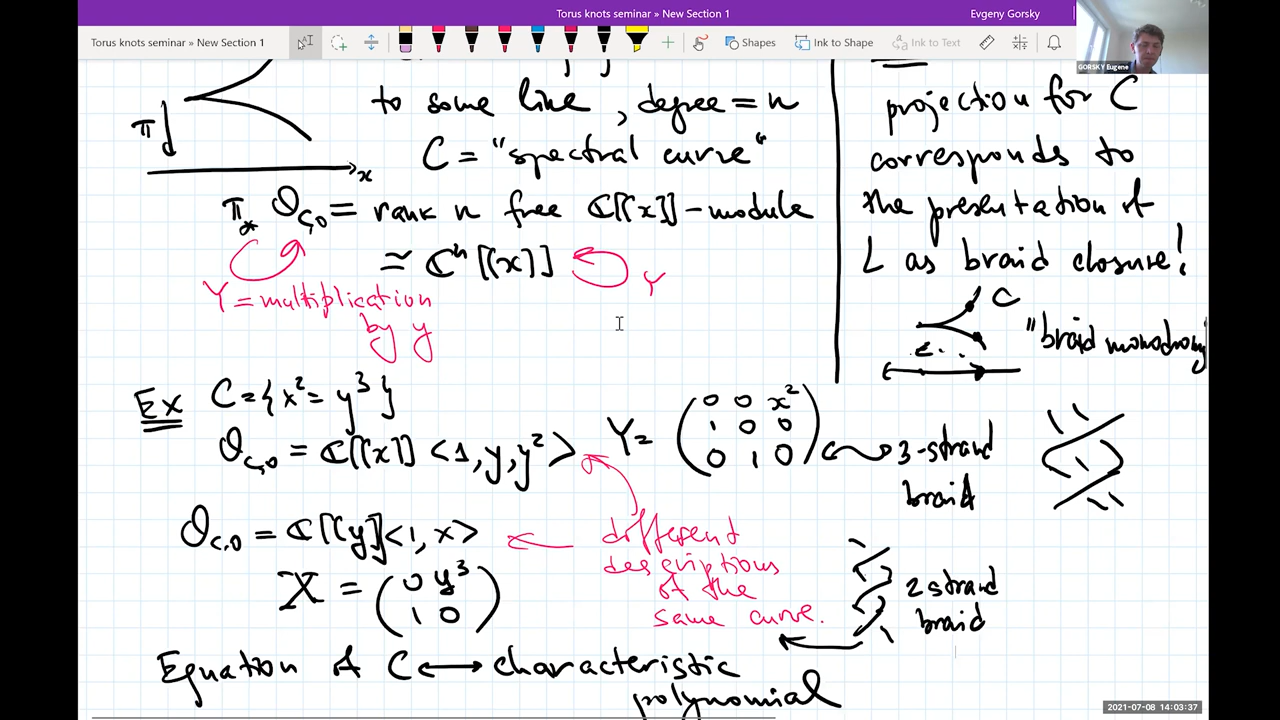 Torus knots seminar » New Section 1
Evgeny Gorsky
Torus knots seminar » New Section 1
Shapes
Ink to Shape
Ink to Text
GORSKY Eugene
to some line, degree = n
π
x
C = "spectral curve"
π_* O_{C,0} = rank n free ℂ[[x]]-module
≃ ℂⁿ[[x]]
Y
Y = multiplication
by y
projection for C
corresponds to
the presentation of
L as braid closure!
C
"braid monodromy"
Ex C = {x² = y³}
O_{C,0} = ℂ[[x]] <1, y, y²>
Y = (0 0 x²
1 0 0
0 1 0)
3-strand
braid
O_{C,0} = ℂ[[y]] <1, x>
different
descriptions
of the
same curve.
X = (0 y³
1 0)
2 strand
braid
Equation of C ⟷ characteristic
polynomial
2021-07-08 14:03:37